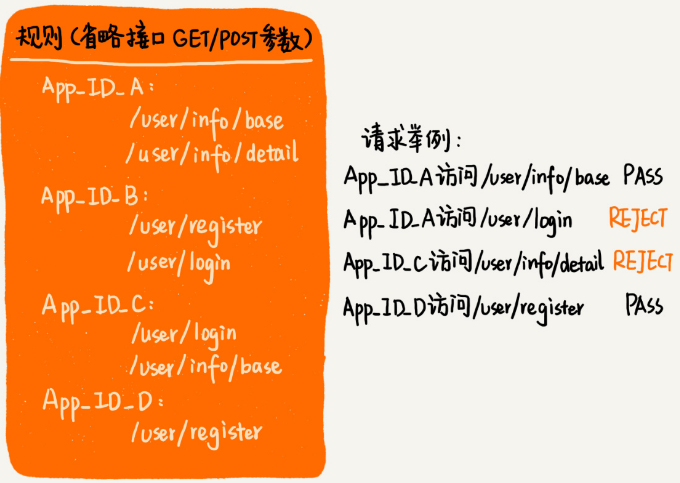 规则(省略接口 GET/POST参数)
App_ID_A:
/user/info/base
/user/info/detail
App_ID_B:
/user/register
/user/login
App_ID_C:
/user/login
/user/info/base
App_ID_D:
/user/register
请求举例:
App_ID_A访问/user/info/base PASS
App_ID_A访问/user/login REJECT
App_ID_C访问/user/info/detail REJECT
App_ID_D访问/user/register PASS